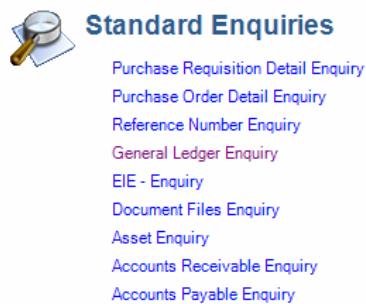 Standard Enquiries
Purchase Requisition Detail Enquiry
Purchase Order Detail Enquiry
Reference Number Enquiry
General Ledger Enquiry
EIE - Enquiry
Document Files Enquiry
Asset Enquiry
Accounts Receivable Enquiry
Accounts Payable Enquiry